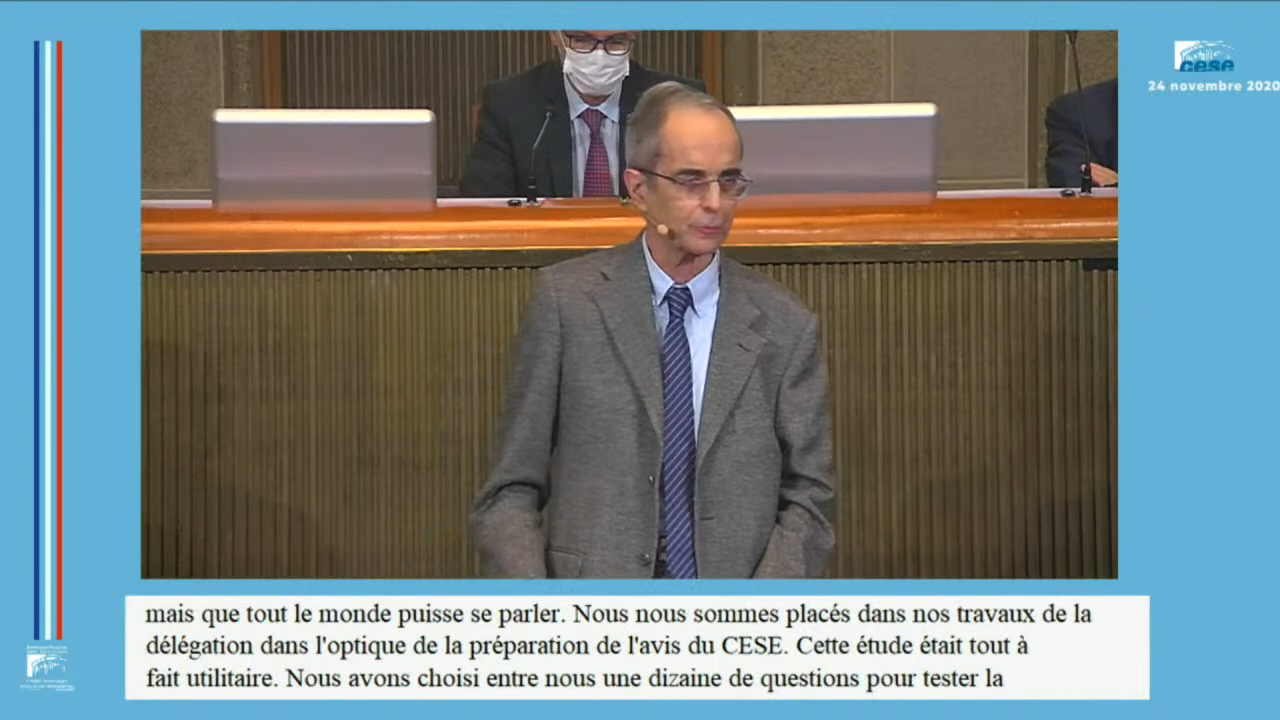 cese
24 novembre 2020
mais que tout le monde puisse se parler. Nous nous sommes placés dans nos travaux de la
délégation dans l'optique de la préparation de l'avis du CESE. Cette étude était tout à
fait utilitaire. Nous avons choisi entre nous une dizaine de questions pour tester la